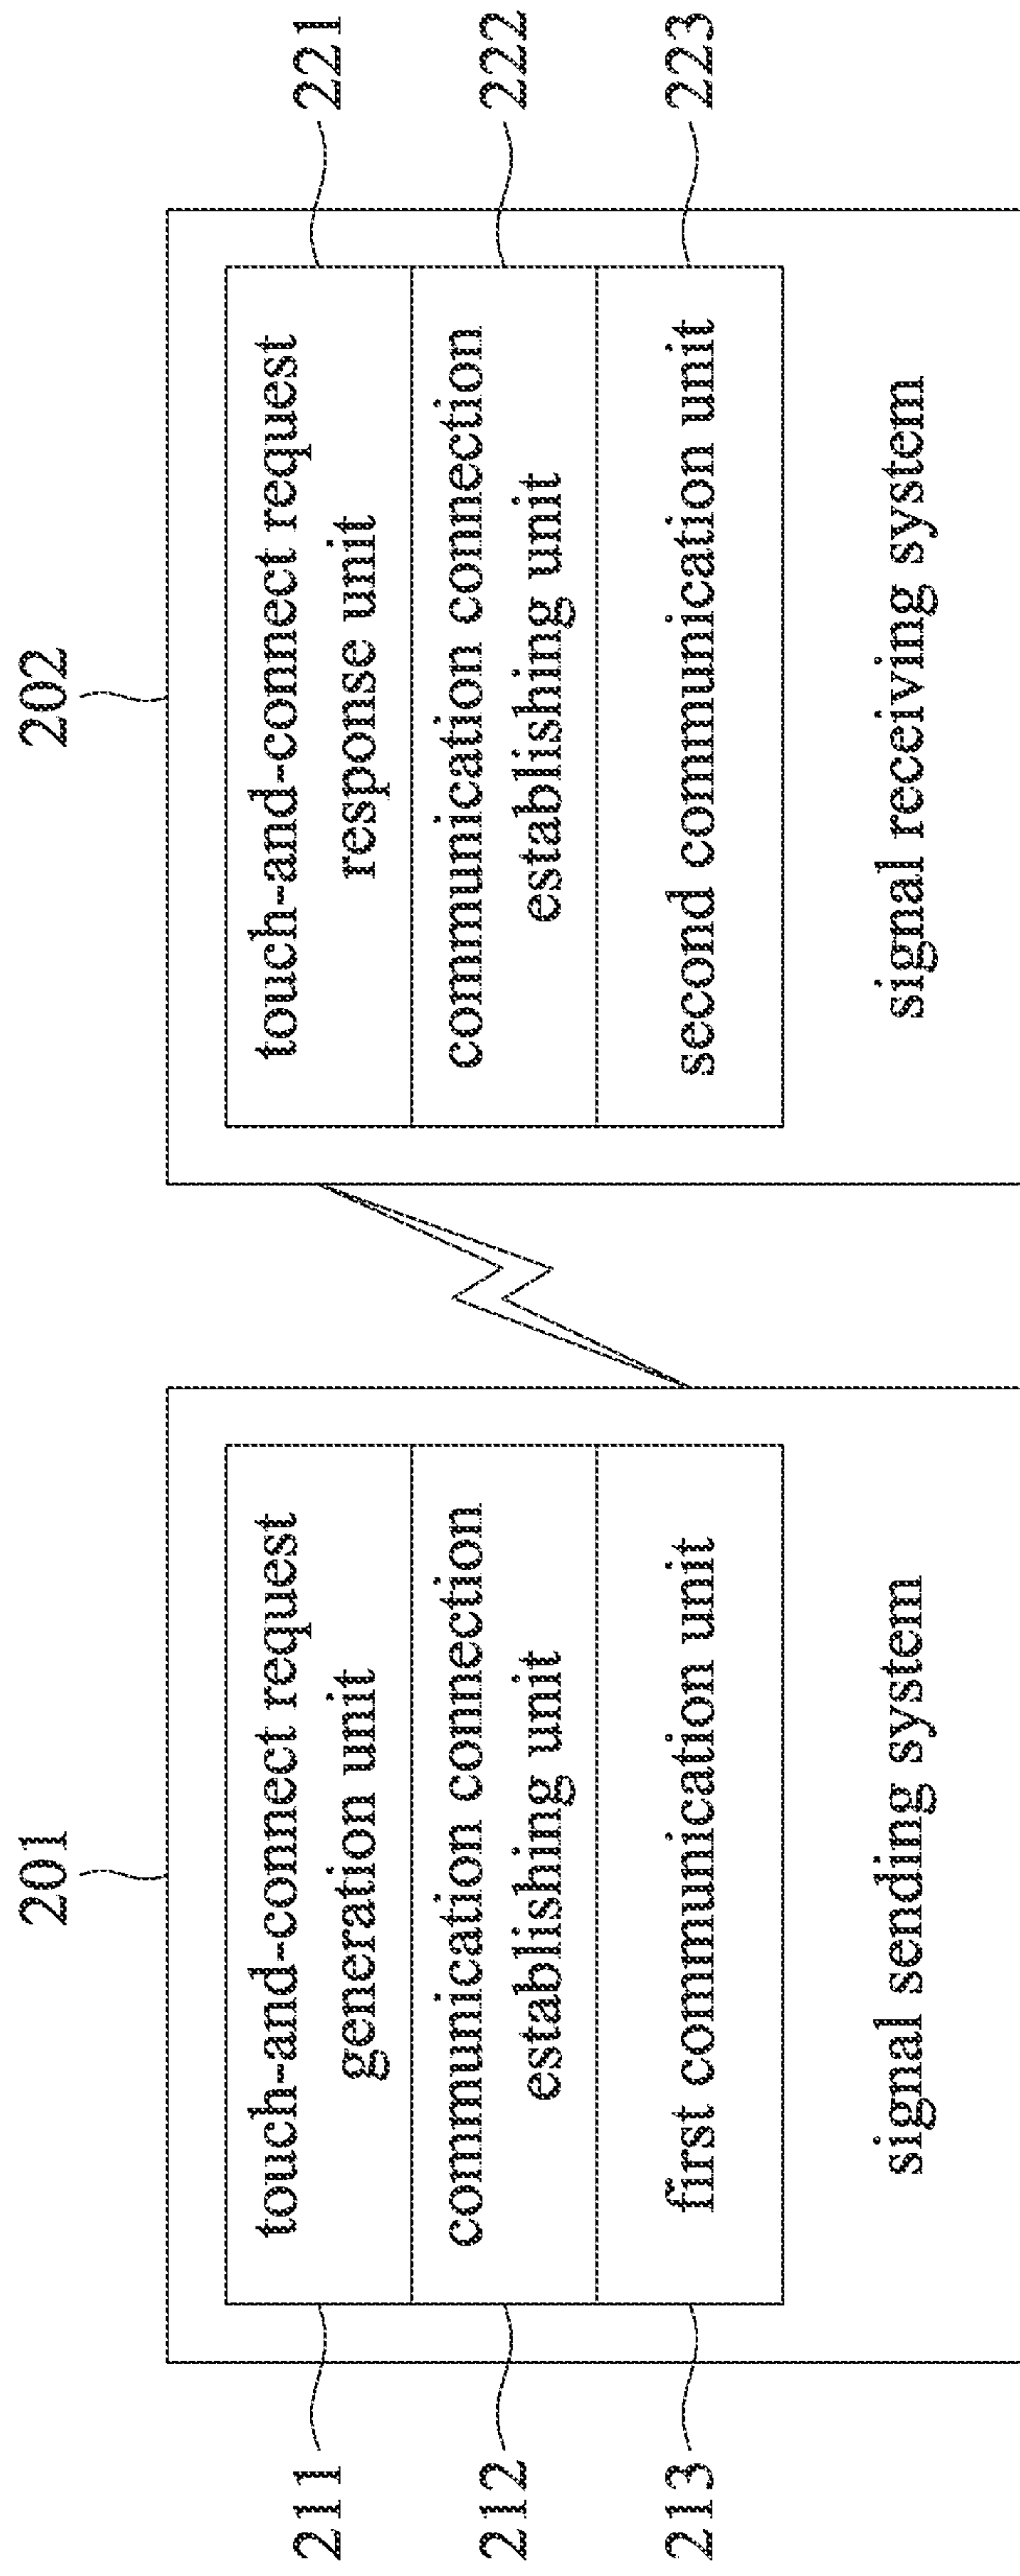 201
211
touch-and-connect request
generation unit
212
communication connection
establishing unit
213
first communication unit
signal sending system
202
touch-and-connect request
response unit
221
communication connection
establishing unit
222
second communication unit
223
signal receiving system